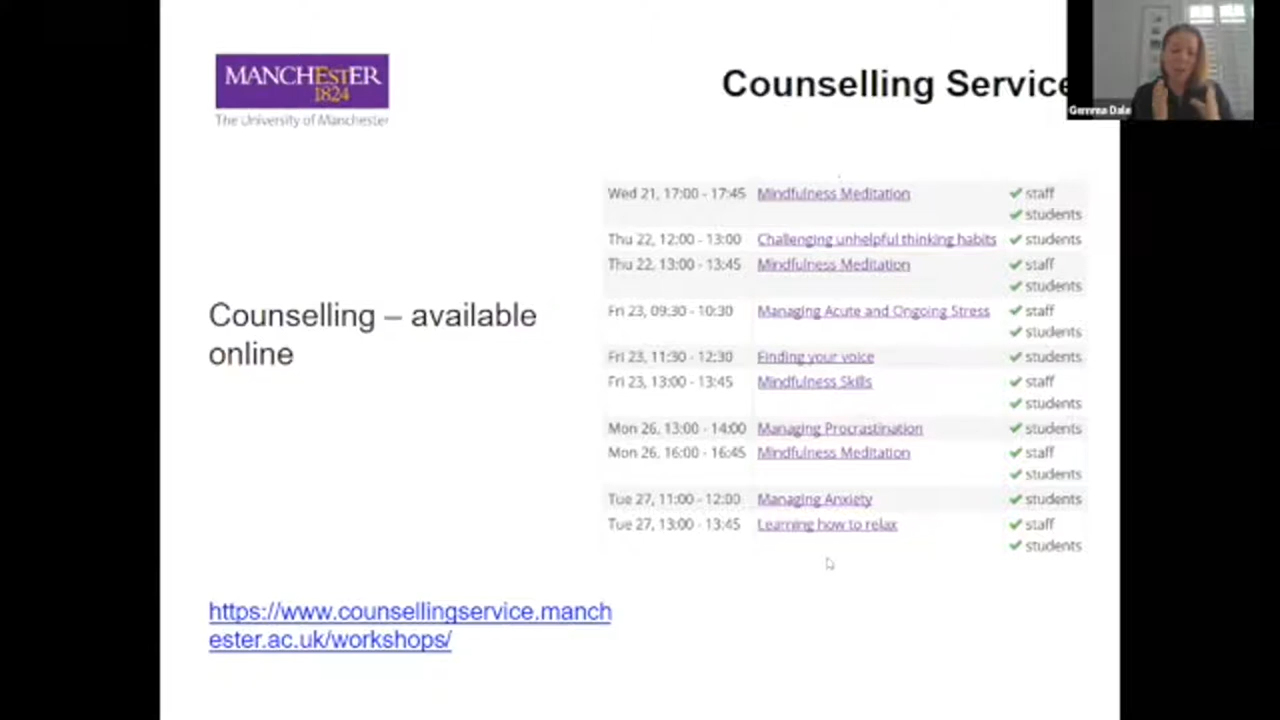 MANCHESTER
1824
The University of Manchester
Counselling Service
Gemma Dale
Wed 21, 17:00 - 17:45 Mindfulness Meditation ✔ staff
✔ students
Thu 22, 12:00 - 13:00 Challenging unhelpful thinking habits ✔ students
Thu 22, 13:00 - 13:45 Mindfulness Meditation ✔ staff
✔ students
Fri 23, 09:30 - 10:30 Managing Acute and Ongoing Stress ✔ staff
✔ students
Fri 23, 11:30 - 12:30 Finding your voice ✔ students
Fri 23, 13:00 - 13:45 Mindfulness Skills ✔ staff
✔ students
Mon 26, 13:00 - 14:00 Managing Procrastination ✔ students
Mon 26, 16:00 - 16:45 Mindfulness Meditation ✔ staff
✔ students
Tue 27, 11:00 - 12:00 Managing Anxiety ✔ students
Tue 27, 13:00 - 13:45 Learning how to relax ✔ staff
✔ students
Counselling – available
online
https://www.counsellingservice.manch
ester.ac.uk/workshops/